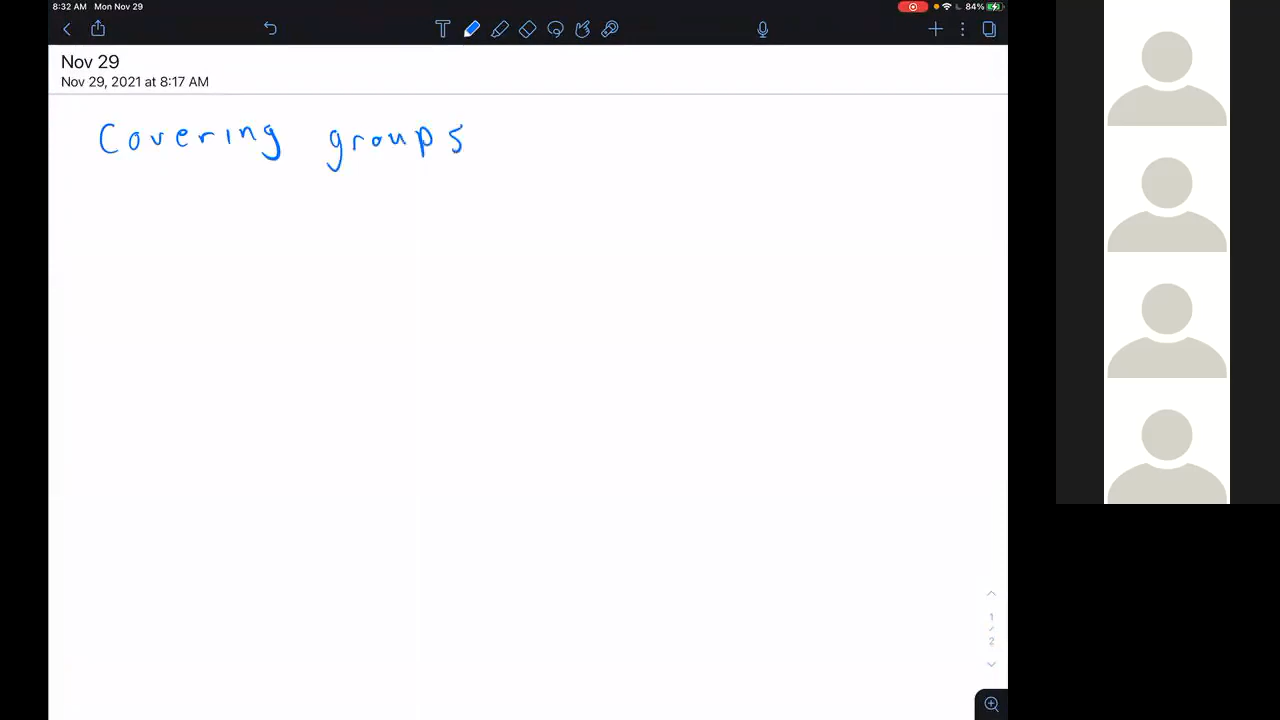 8:32 AM Mon Nov 29
84%
T
Nov 29
Nov 29, 2021 at 8:17 AM
Covering groups
1
/
2